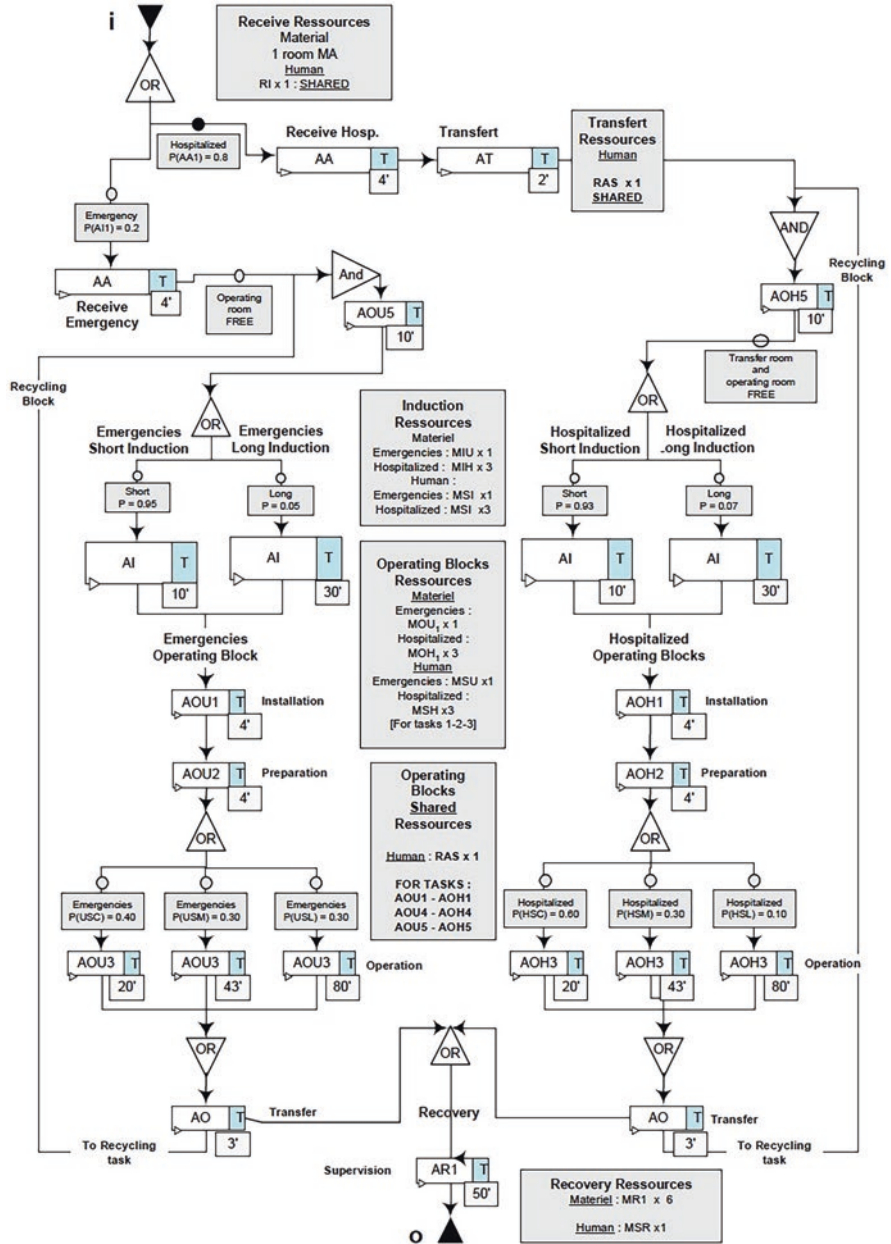 i
Receive Ressources
Material
1 room MA
Human
RI x 1 : SHARED
OR
Hospitalized
P(AA1) = 0.8
Receive Hosp.
AA
T
4'
Transfert
AT
T
2'
Transfert
Ressources
Human
RAS x 1
SHARED
Emergency
P(AI1) = 0.2
AA
T
4'
Receive
Emergency
Operating
room
FREE
And
AOU5
T
10'
AND
Recycling
Block
AOH5
T
10'
Transfer room
and
operating room
FREE
Recycling
Block
OR
Emergencies
Short Induction
Emergencies
Long Induction
Short
P = 0.95
Long
P = 0.05
AI
T
10'
AI
T
30'
Induction
Ressources
Materiel
Emergencies : MIU x 1
Hospitalized : MIH x 3
Human :
Emergencies : MSI x1
Hospitalized : MSI x3
OR
Hospitalized
Short Induction
Hospitalized
Long Induction
Short
P = 0.93
Long
P = 0.07
AI
T
10'
AI
T
30'
Operating Blocks
Ressources
Materiel
Emergencies :
MOU1 x 1
Hospitalized :
MOH1 x 3
Human
Emergencies : MSU x1
Hospitalized :
MSH x3
[For tasks 1-2-3]
Emergencies
Operating Block
AOU1
T
4'
Installation
AOU2
T
4'
Preparation
OR
Hospitalized
Operating Blocks
AOH1
T
4'
Installation
AOH2
T
4'
Preparation
OR
Operating
Blocks
Shared
Ressources
Human : RAS x 1
FOR TASKS :
AOU1 - AOH1
AOU4 - AOH4
AOU5 - AOH5
Emergencies
P(USC) = 0.40
Emergencies
P(USM) = 0.30
Emergencies
P(USL) = 0.30
AOU3
T
20'
AOU3
T
43'
AOU3
T
80'
Operation
Hospitalized
P(HSC) = 0.60
Hospitalized
P(HSM) = 0.30
Hospitalized
P(HSL) = 0.10
AOH3
T
20'
AOH3
T
43'
AOH3
T
80'
Operation
OR
OR
OR
AO
T
3'
Transfer
To Recycling
task
Recovery
AO
T
3'
Transfer
To Recycling
task
Supervision
AR1
T
50'
O
Recovery Ressources
Materiel : MR1 x 6
Human : MSR x1